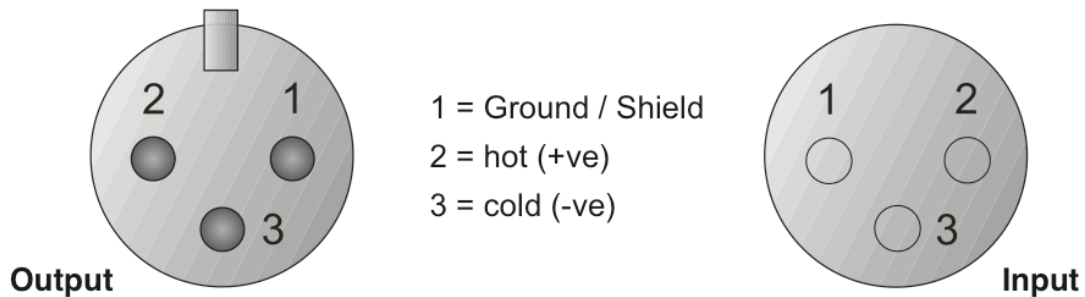 2 1
3
Output
1 = Ground / Shield
2 = hot (+ve)
3 = cold (-ve)
1 2
3
Input